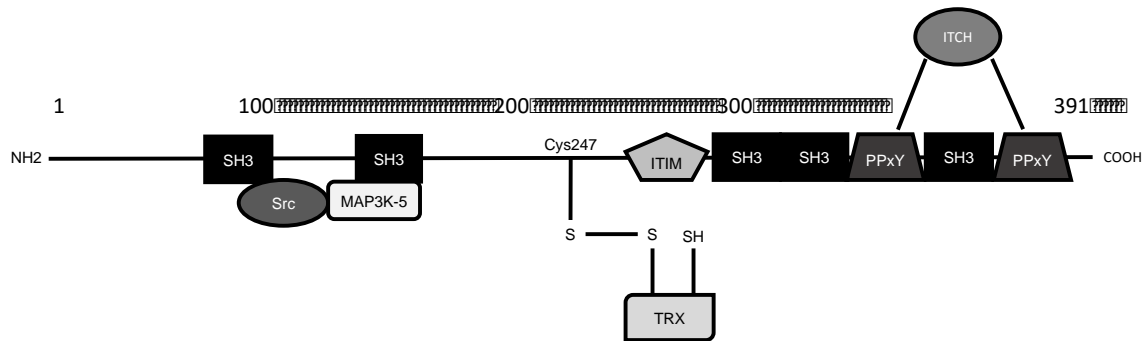 ITCH
1 100 200 300 391
NH2 SH3 SH3 Cys247 ITIM SH3 SH3 PPxY SH3 PPxY COOH
Src MAP3K-5
S S SH
TRX